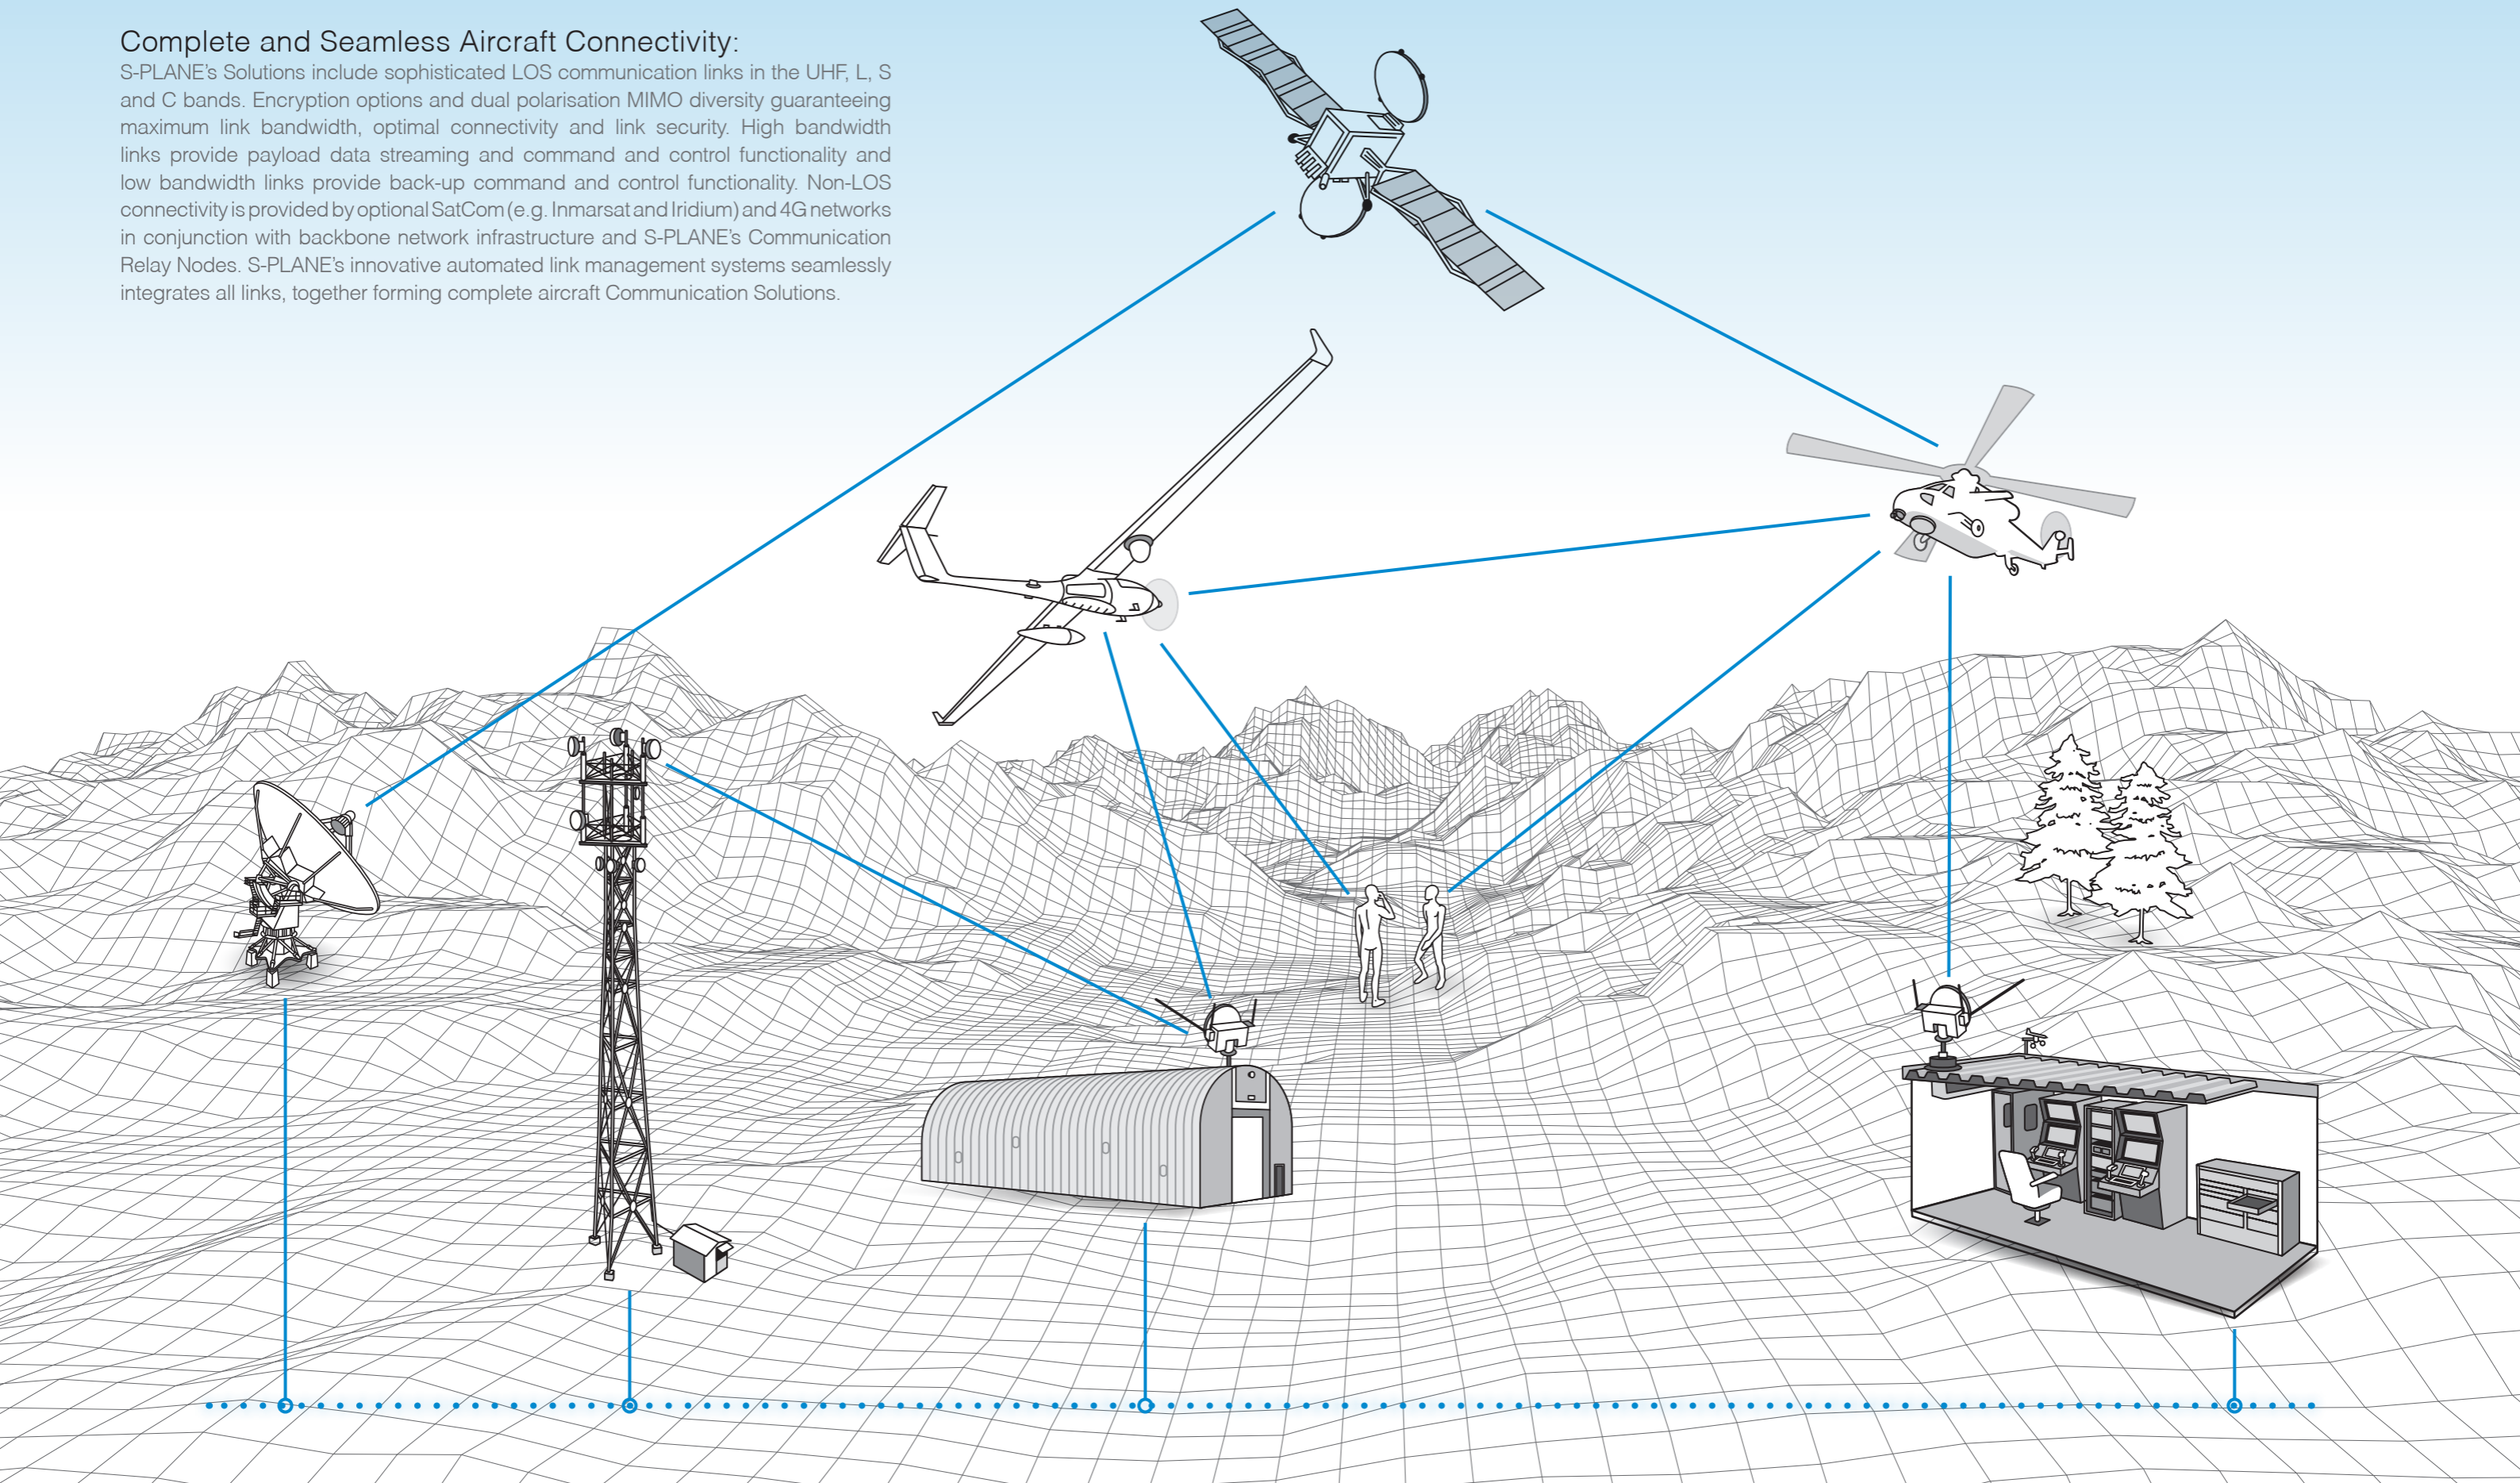 Complete and Seamless Aircraft Connectivity:
S-PLANE's Solutions include sophisticated LOS communication links in the UHF, L, S
and C bands. Encryption options and dual polarisation MIMO diversity guaranteeing
maximum link bandwidth, optimal connectivity and link security. High bandwidth
links provide payload data streaming and command and control functionality and
low bandwidth links provide back-up command and control functionality. Non-LOS
connectivity is provided by optional SatCom (e.g. Inmarsat and Iridium) and 4G networks
in conjunction with backbone network infrastructure and S-PLANE's Communication
Relay Nodes. S-PLANE's innovative automated link management systems seamlessly
integrates all links, together forming complete aircraft Communication Solutions.